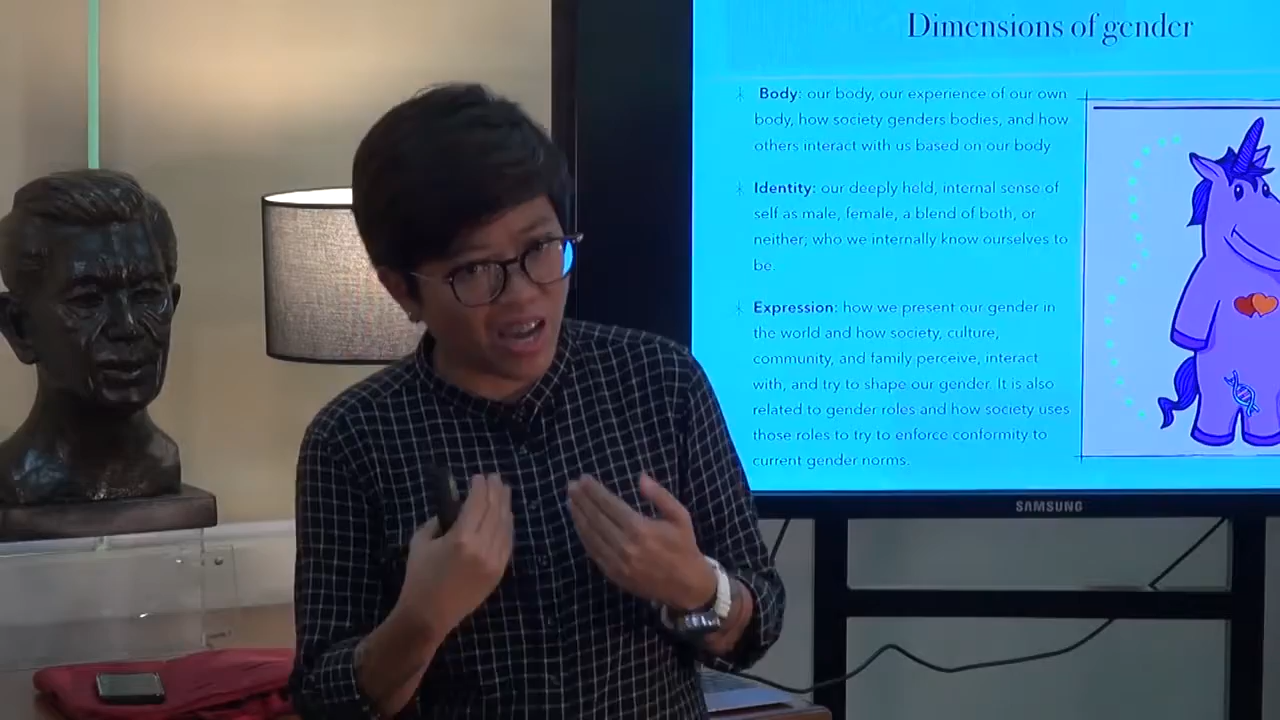 Dimensions of gender
Body: our body, our experience of our own
body, how society genders bodies, and how
others interact with us based on our body
Identity: our deeply held, internal sense of
self as male, female, a blend of both, or
neither; who we internally know ourselves to
be.
Expression: how we present our gender in
the world and how society, culture,
community, and family perceive, interact
with, and try to shape our gender. It is also
related to gender roles and how society uses
those roles to try to enforce conformity to
current gender norms.
SAMSUNG